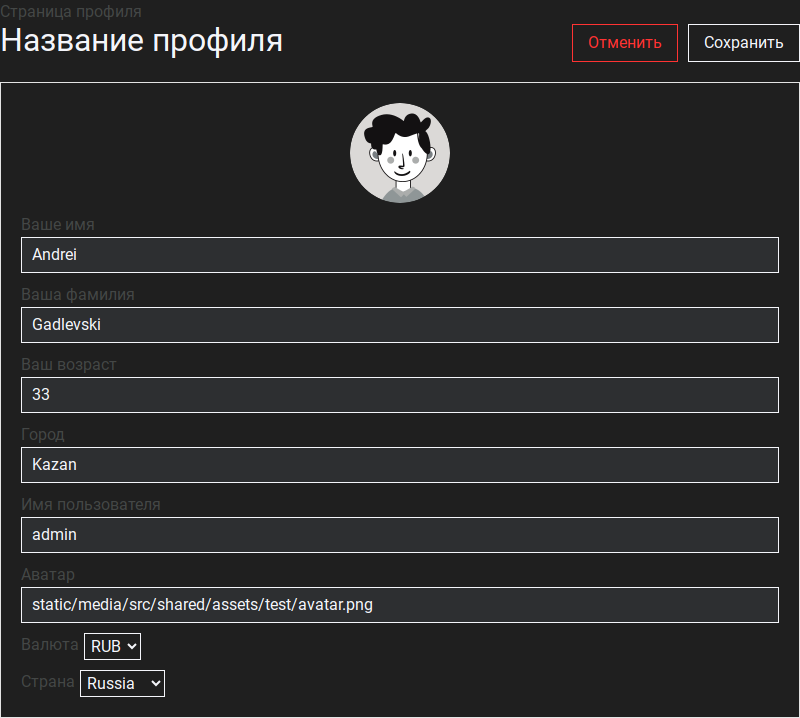 Страница профиля
Название профиля
Отменить
Сохранить
Ваше имя
Andrei
Ваша фамилия
Gadlevski
Ваш возраст
33
Город
Kazan
Имя пользователя
admin
Аватар
static/media/src/shared/assets/test/avatar.png
Валюта RUB
Страна Russia